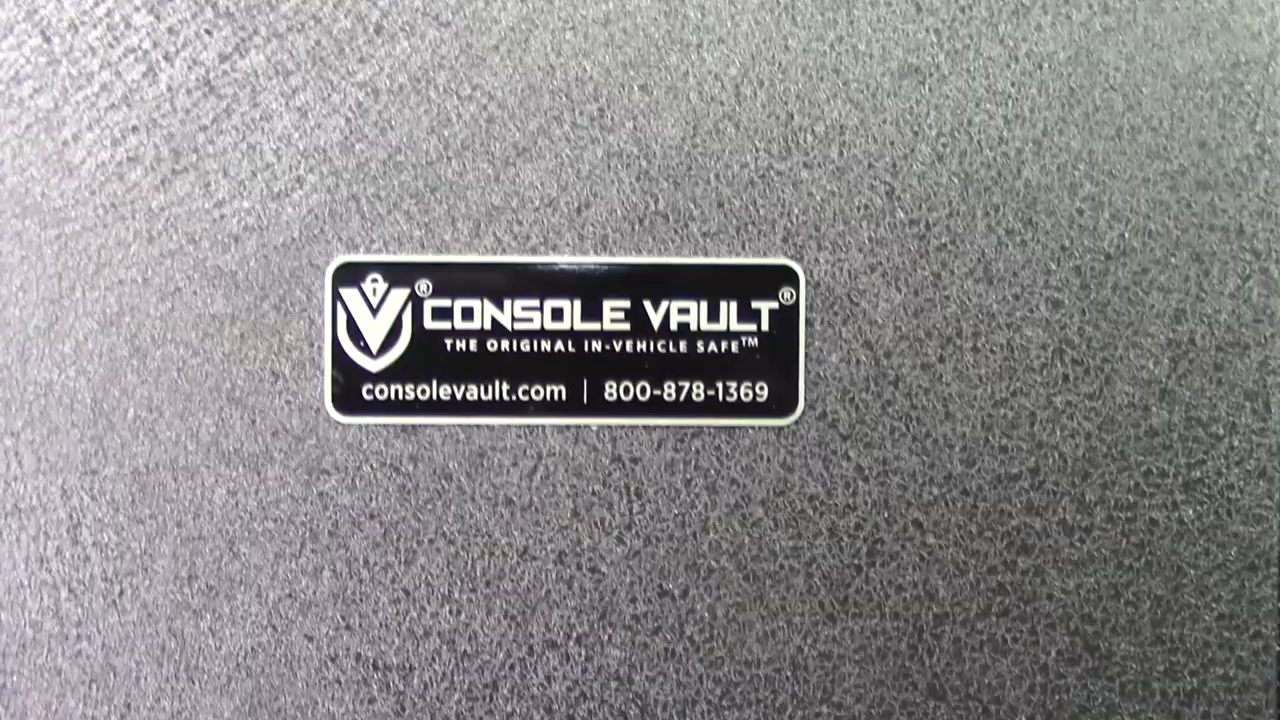 ® CONSOLE VAULT®
THE ORIGINAL IN-VEHICLE SAFE™
consolevault.com | 800-878-1369